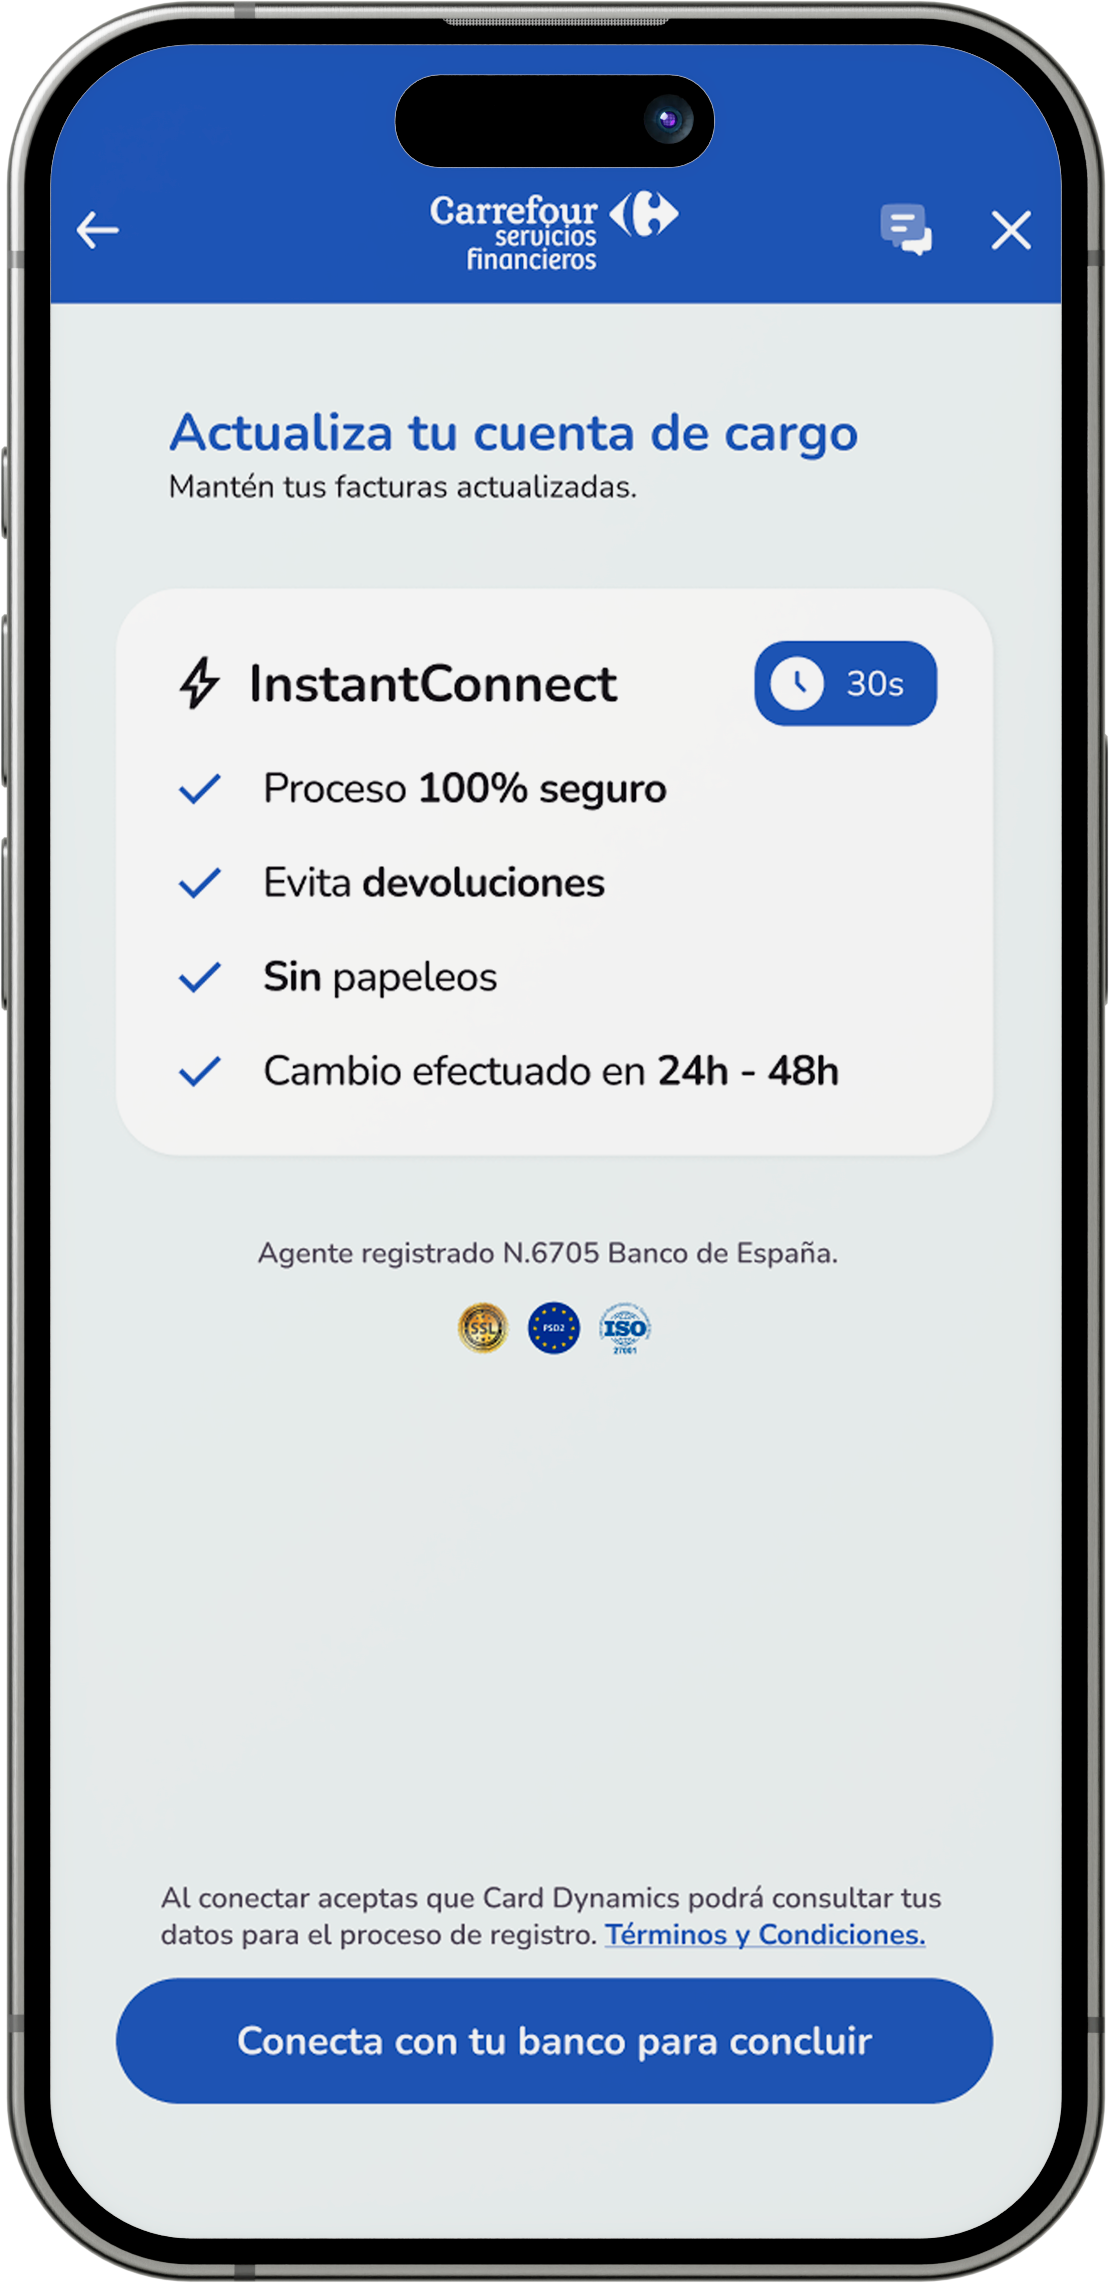 Carrefour
servicios
financieros
Actualiza tu cuenta de cargo
Mantén tus facturas actualizadas.
InstantConnect
30s
Proceso 100% seguro
Evita devoluciones
Sin papeleos
Cambio efectuado en 24h - 48h
Agente registrado N.6705 Banco de España.
SSL
PSD2
ISO
27001
Al conectar aceptas que Card Dynamics podrá consultar tus
datos para el proceso de registro. Términos y Condiciones.
Conecta con tu banco para concluir